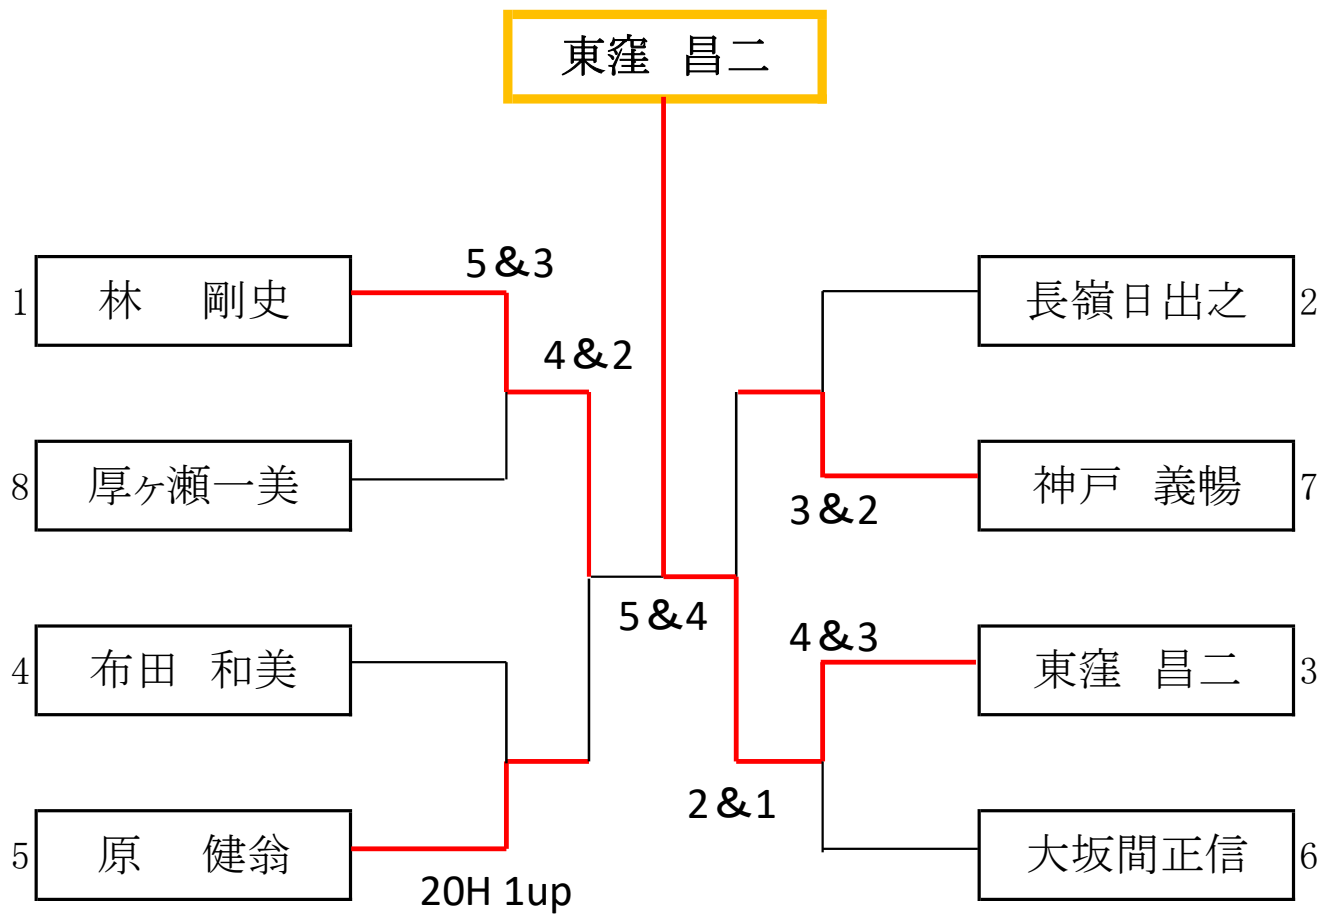 東窪 昌二
5&3
1 林 剛史
長嶺日出之 2
4&2
8 厚ヶ瀬一美
神戸 義暢 7
3&2
5&4
4&3
4 布田 和美
東窪 昌二 3
2&1
5 原 健翁
大坂間正信 6
20H 1up